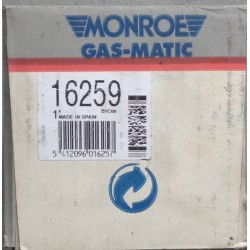 MONROE
GAS-MATIC
16259
1
MADE IN SPAIN
5 412096 016257